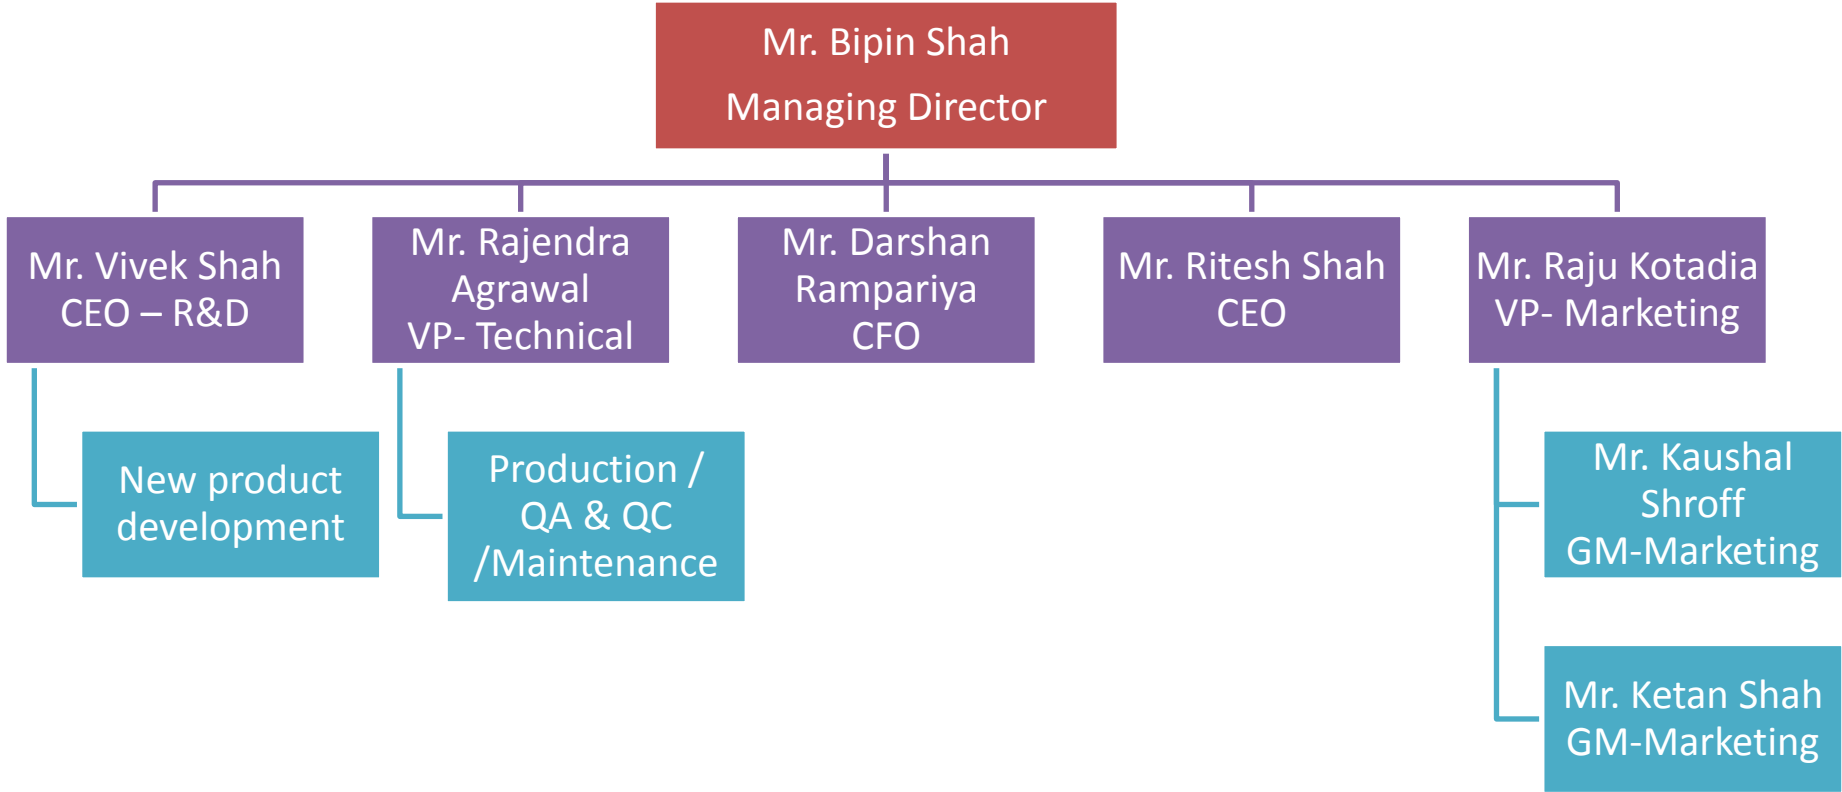 Mr. Bipin Shah
Managing Director
Mr. Vivek Shah
CEO – R&D
Mr. Rajendra
Agrawal
VP- Technical
Mr. Darshan
Rampariya
CFO
Mr. Ritesh Shah
CEO
Mr. Raju Kotadia
VP- Marketing
New product
development
Production /
QA & QC
/Maintenance
Mr. Kaushal
Shroff
GM-Marketing
Mr. Ketan Shah
GM-Marketing